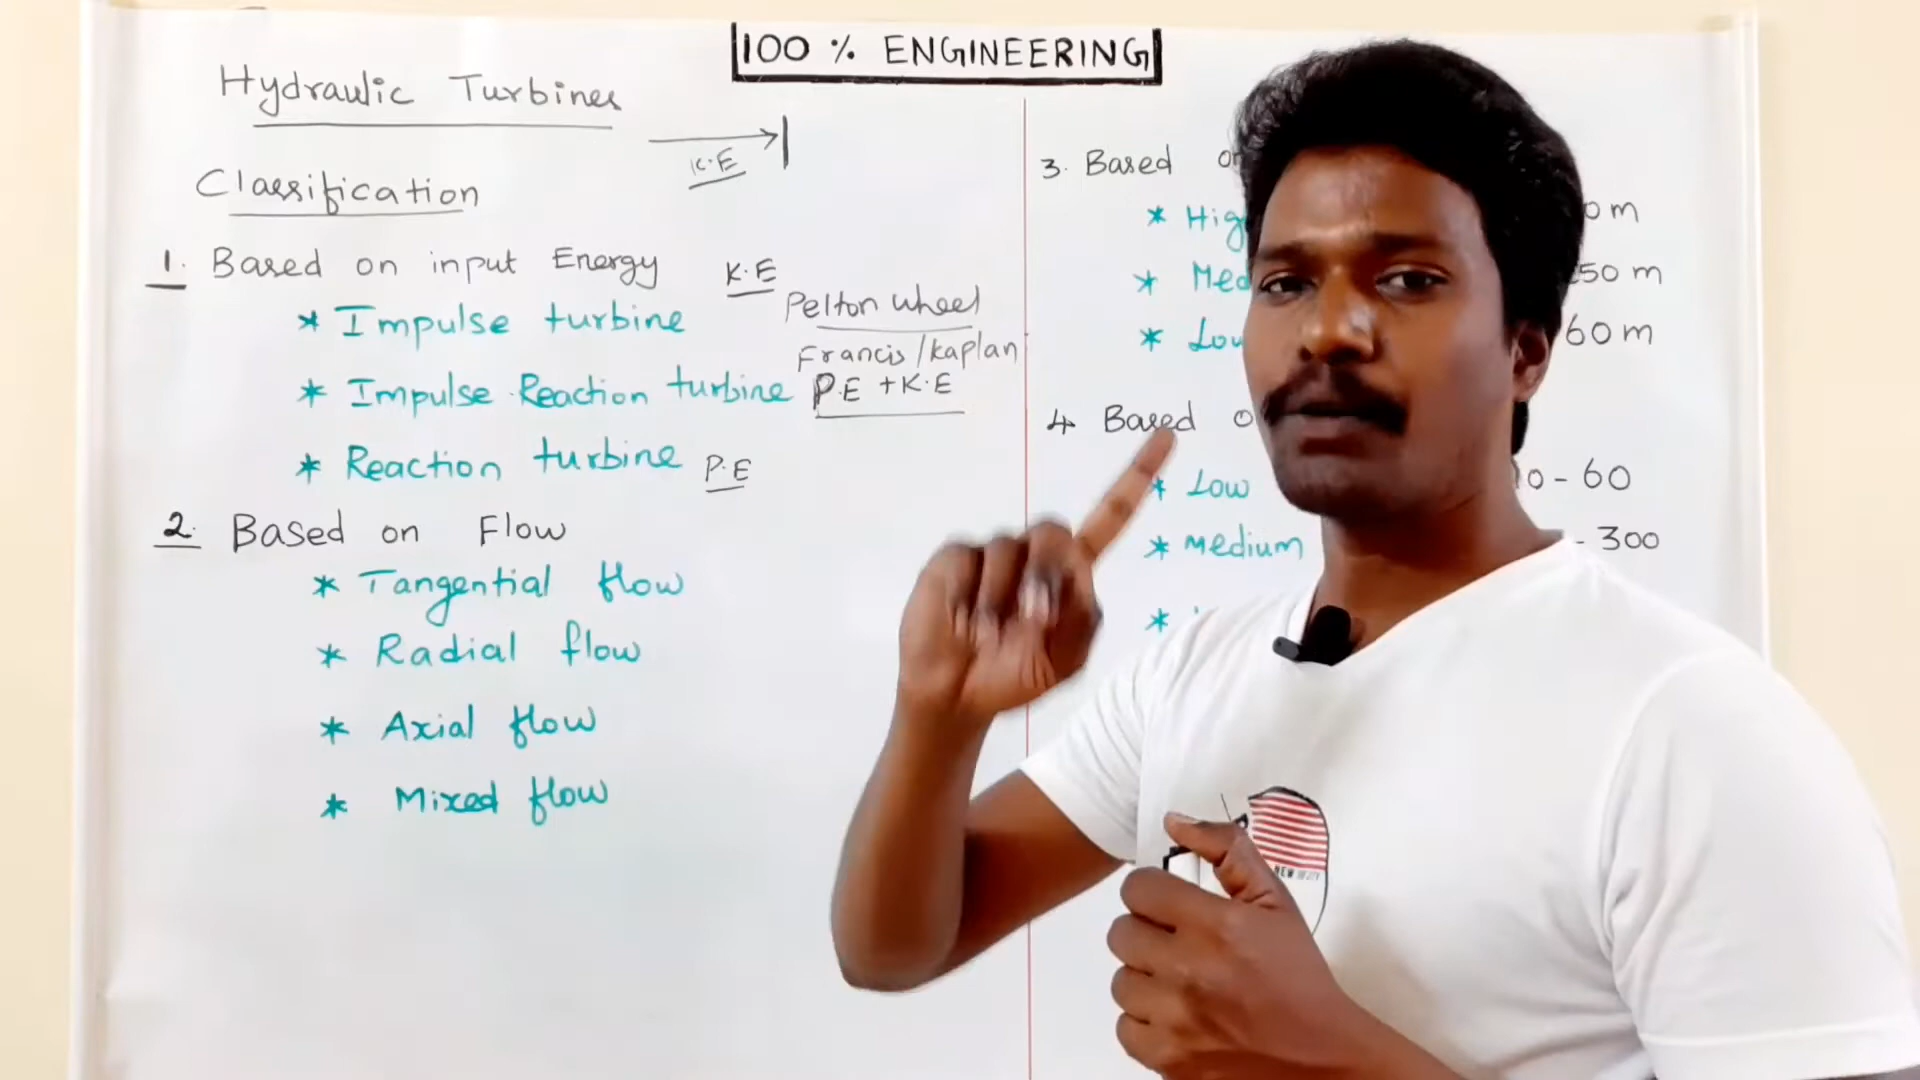 100 % ENGINEERING
Hydraulic Turbines
K.E
Classification
1. Based on input Energy K.E
* Impulse turbine Pelton wheel
Francis/kaplan
* Impulse Reaction turbine P.E + K.E
* Reaction turbine P.E
2. Based on Flow
* Tangential flow
* Radial flow
* Axial flow
* Mixed flow
3. Based
* m
* 50 m
* 60 m
4 Based
* Low - 60
* medium - 300
*
NEW